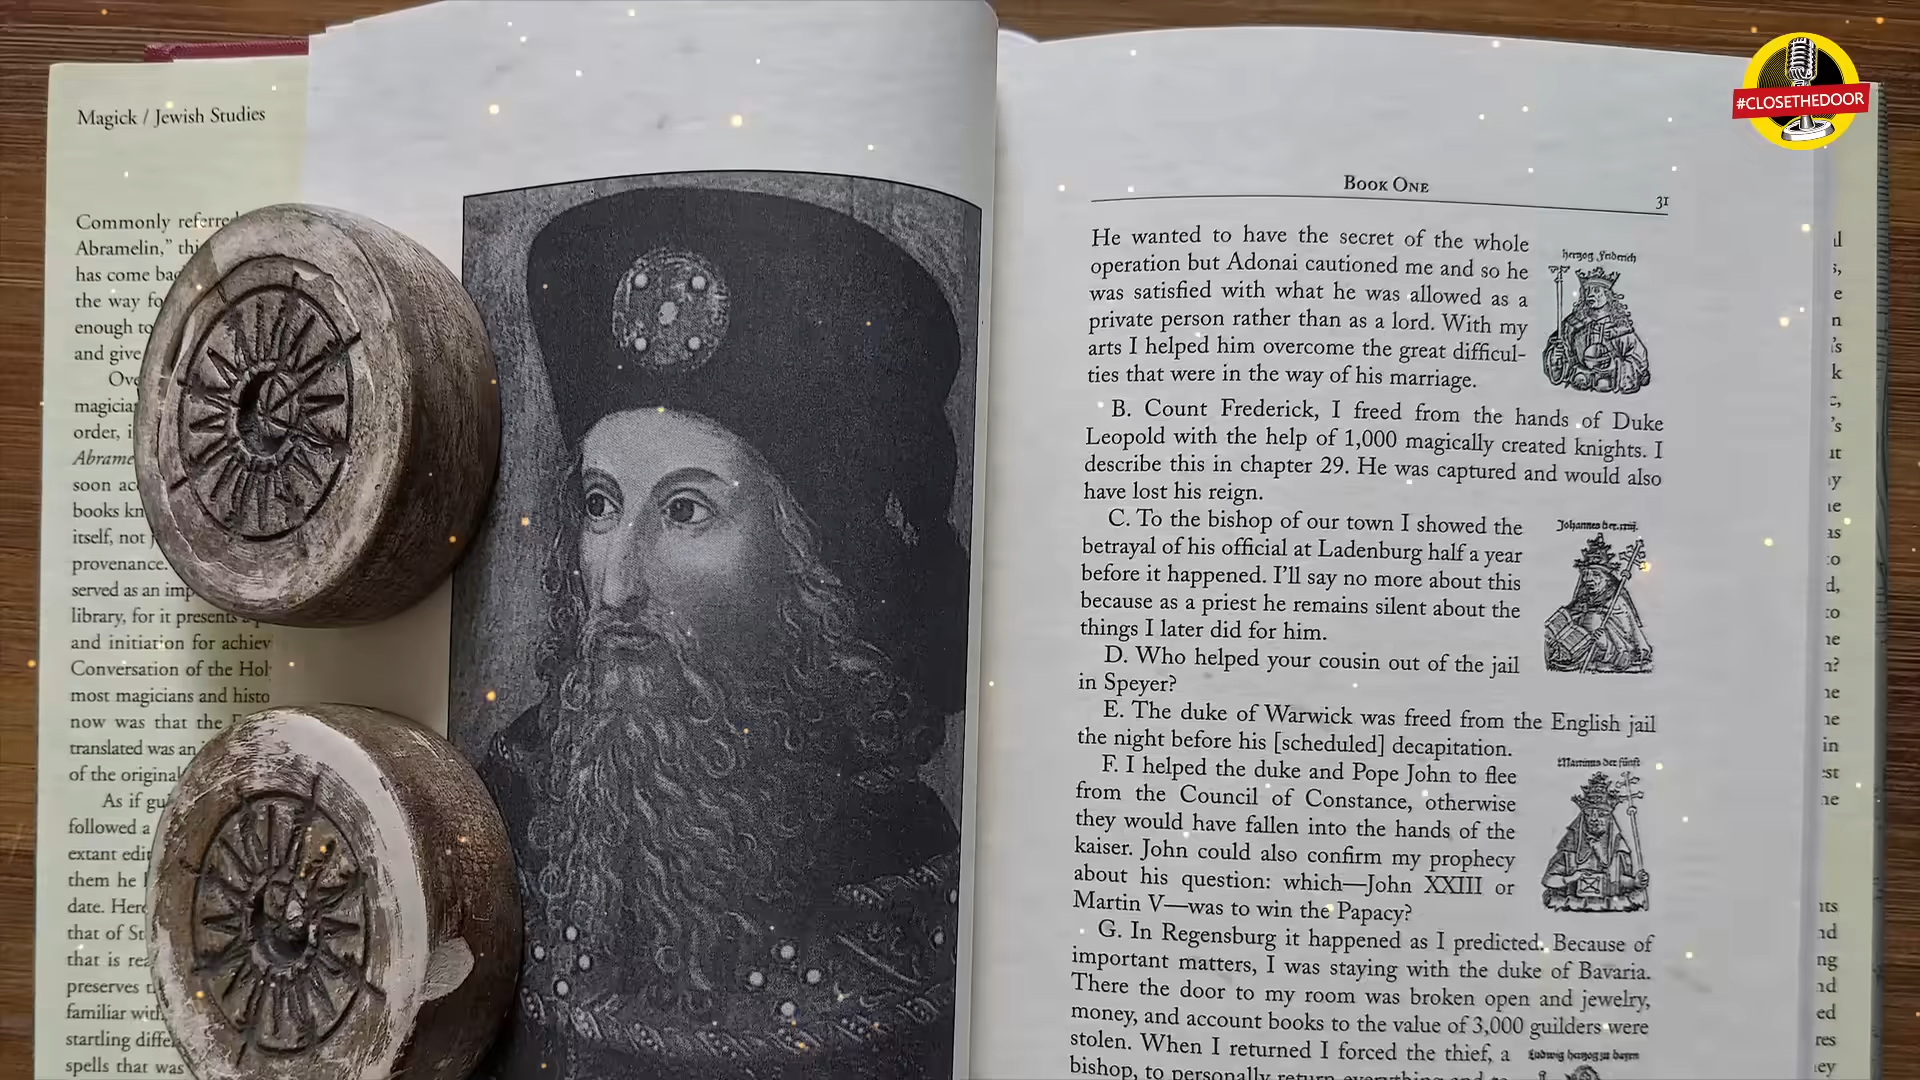 Magick / Jewish Studies
Commonly referred
Abramelin,” thi
has come bac
the way fo
enough to
and give
Ove
magicia
order, i
Abrame
soon acc
books kn
itself, not
provenance.
served as an imp
library, for it presents
and initiation for achiev
Conversation of the Hol
most magicians and histo
now was that the
translated was an
of the original
As if gu
followed a
extant edit
them he
date. Here
that of St
that is rea
preserves
familiar with
startling diffe
spells that was
#CLOSETHEDOOR
Book One
31
He wanted to have the secret of the whole
operation but Adonai cautioned me and so he
was satisfied with what he was allowed as a
private person rather than as a lord. With my
arts I helped him overcome the great difficul-
ties that were in the way of his marriage.
B. Count Frederick, I freed from the hands of Duke
Leopold with the help of 1,000 magically created knights. I
describe this in chapter 29. He was captured and would also
have lost his reign.
C. To the bishop of our town I showed the
betrayal of his official at Ladenburg half a year
before it happened. I’ll say no more about this
because as a priest he remains silent about the
things I later did for him.
D. Who helped your cousin out of the jail
in Speyer?
E. The duke of Warwick was freed from the English jail
the night before his [scheduled] decapitation.
F. I helped the duke and Pope John to flee
from the Council of Constance, otherwise
they would have fallen into the hands of the
kaiser. John could also confirm my prophecy
about his question: which—John XXIII or
Martin V—was to win the Papacy?
G. In Regensburg it happened as I predicted. Because of
important matters, I was staying with the duke of Bavaria.
There the door to my room was broken open and jewelry,
money, and account books to the value of 3,000 guilders were
stolen. When I returned I forced the thief, a
bishop, to personally return everything and to